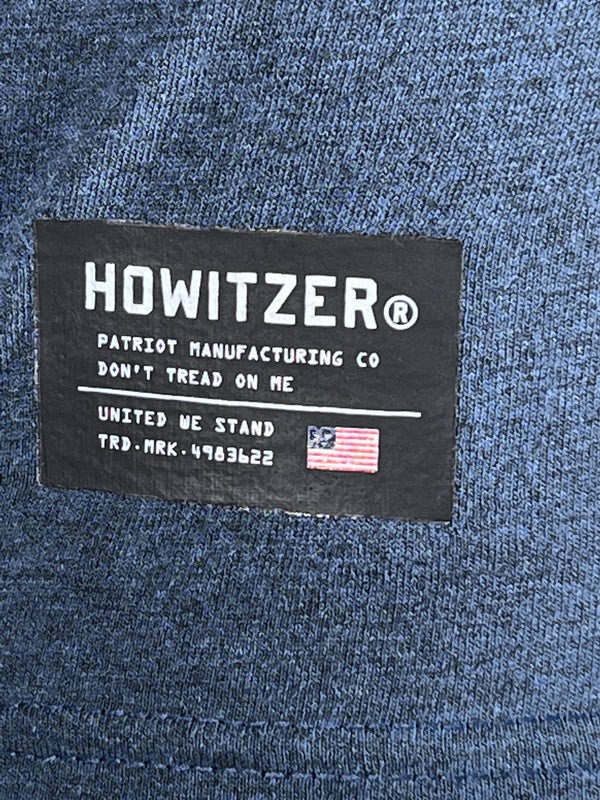 HOWITZER®
PATRIOT MANUFACTURING CO
DON'T TREAD ON ME
UNITED WE STAND
TRD.MRK.4983622